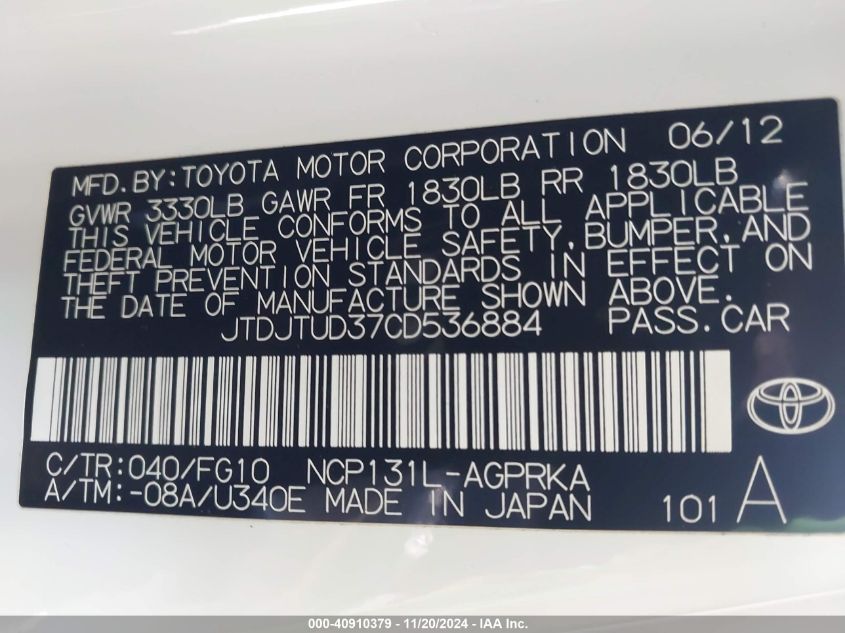 MFD.BY:TOYOTA MOTOR CORPORATION 06/12
GVWR 3330LB GAWR FR 1830LB RR 1830LB
THIS VEHICLE CONFORMS TO ALL APPLICABLE
FEDERAL MOTOR VEHICLE SAFETY,BUMPER,AND
THEFT PREVENTION STANDARDS IN EFFECT ON
THE DATE OF MANUFACTURE SHOWN ABOVE.
JTDJTUD37CD536884 PASS.CAR
C/TR:040/FG10 NCP131L-AGPRKA
A/TM:-08A/U340E MADE IN JAPAN 101 A
000-40910379 - 11/20/2024 - IAA Inc.